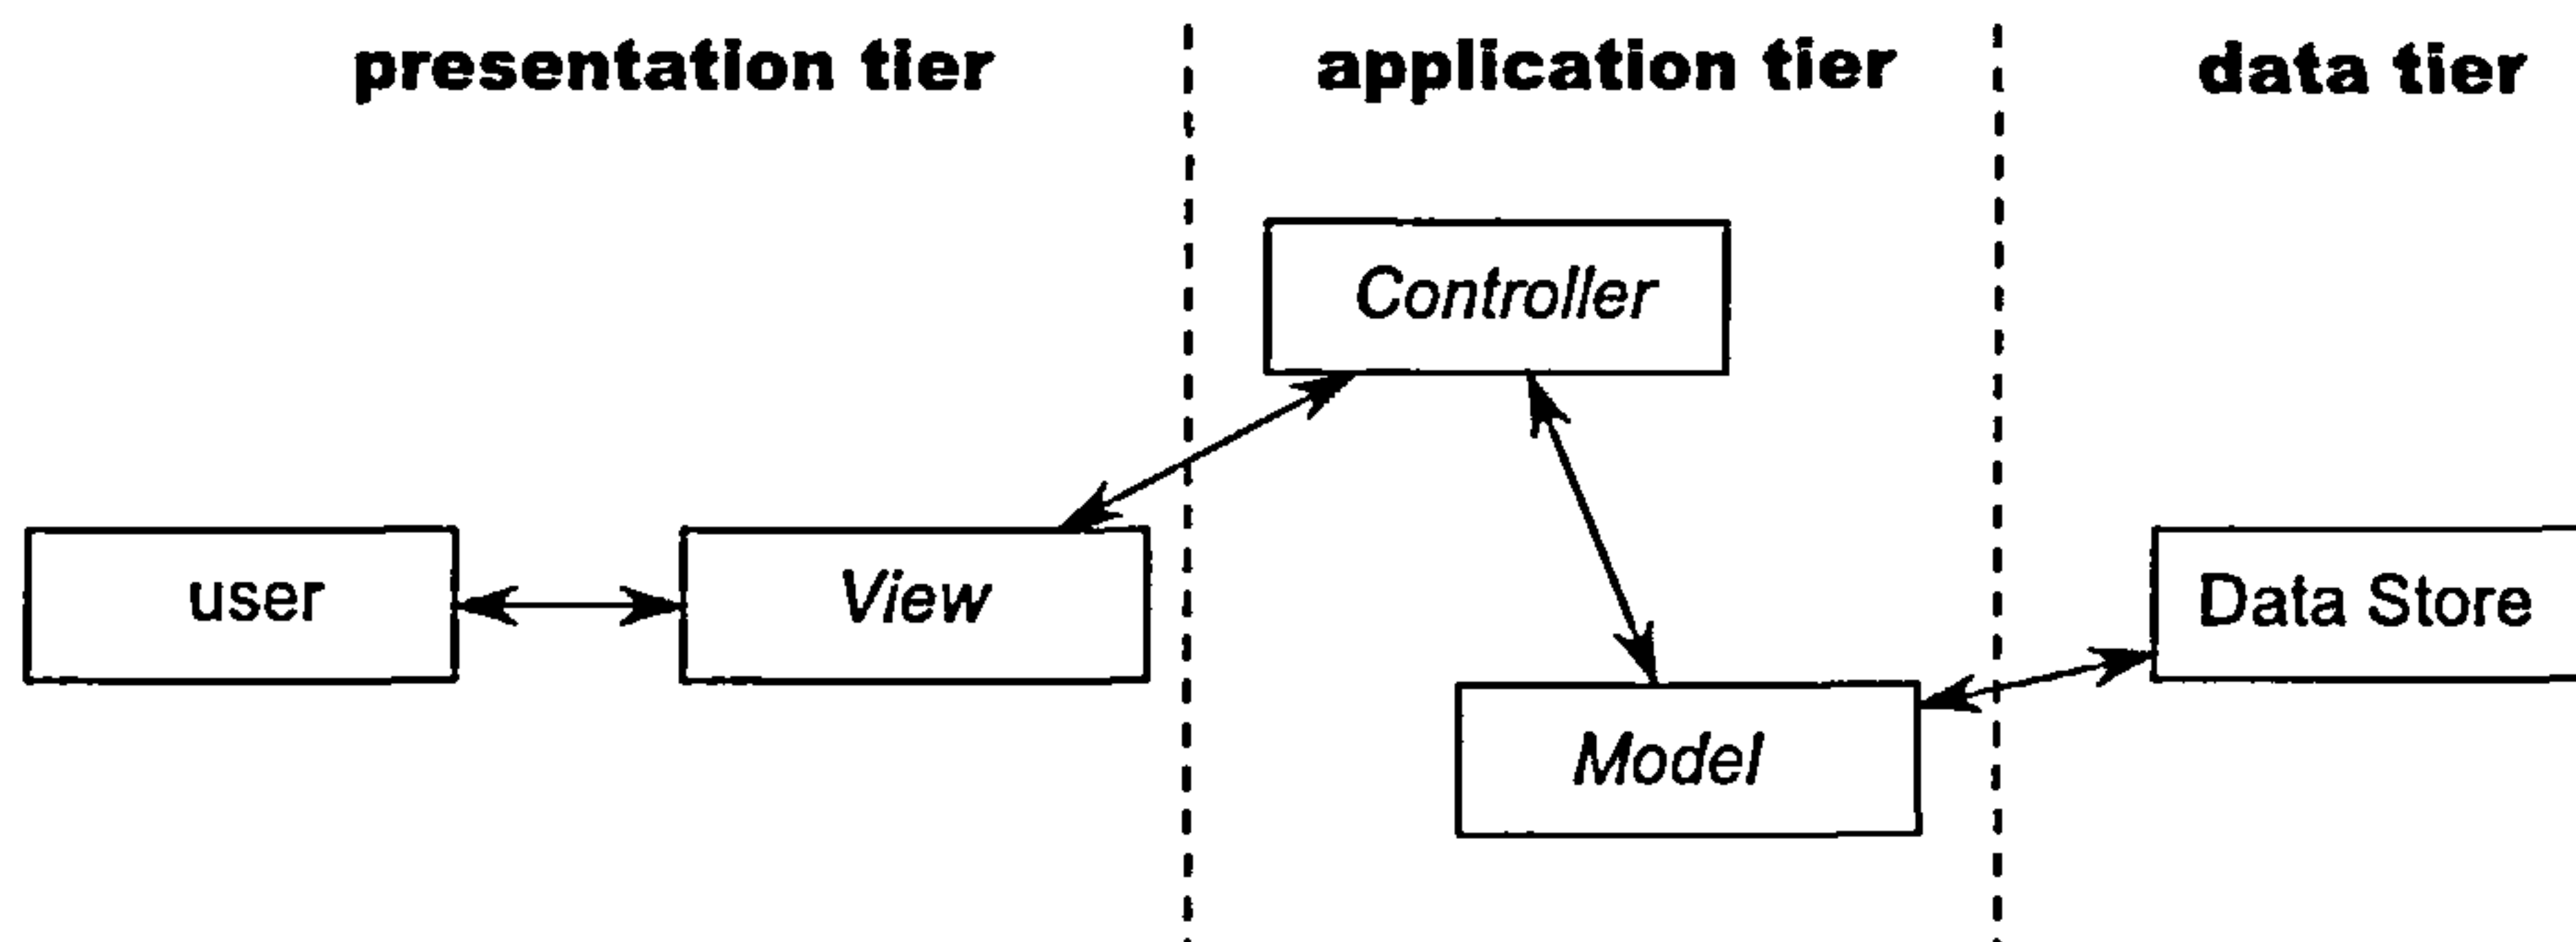 presentation tier
application tier
data tier
Controller
user
View
Data Store
Model